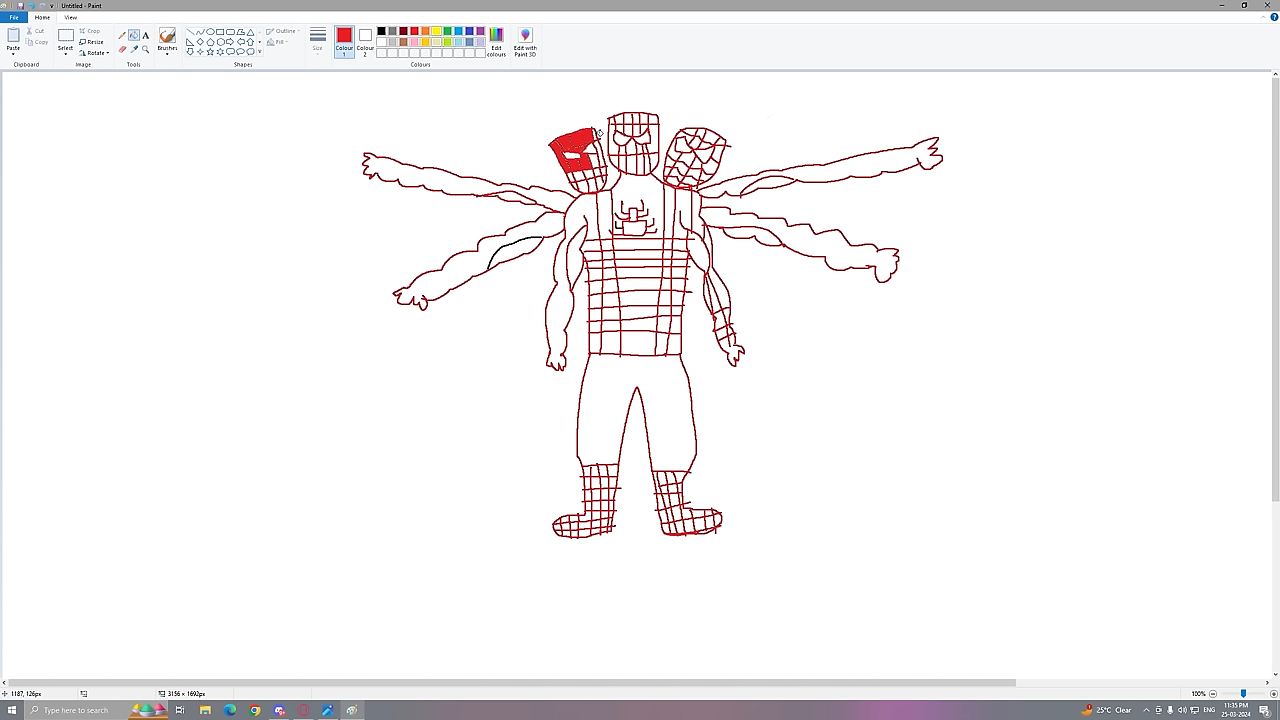 Untitled - Paint
File Home View
Paste
Cut
Copy
Clipboard
Select
Crop
Resize
Rotate
Image
A
Tools
Brushes
Outline
Fill
Shapes
Size
Colour 1
Colour 2
Edit colours
Edit with Paint 3D
Colours
1187, 126px
3156 × 1692px
100%
Type here to search
25°C Clear
ENG
11:35 PM
25-03-2024